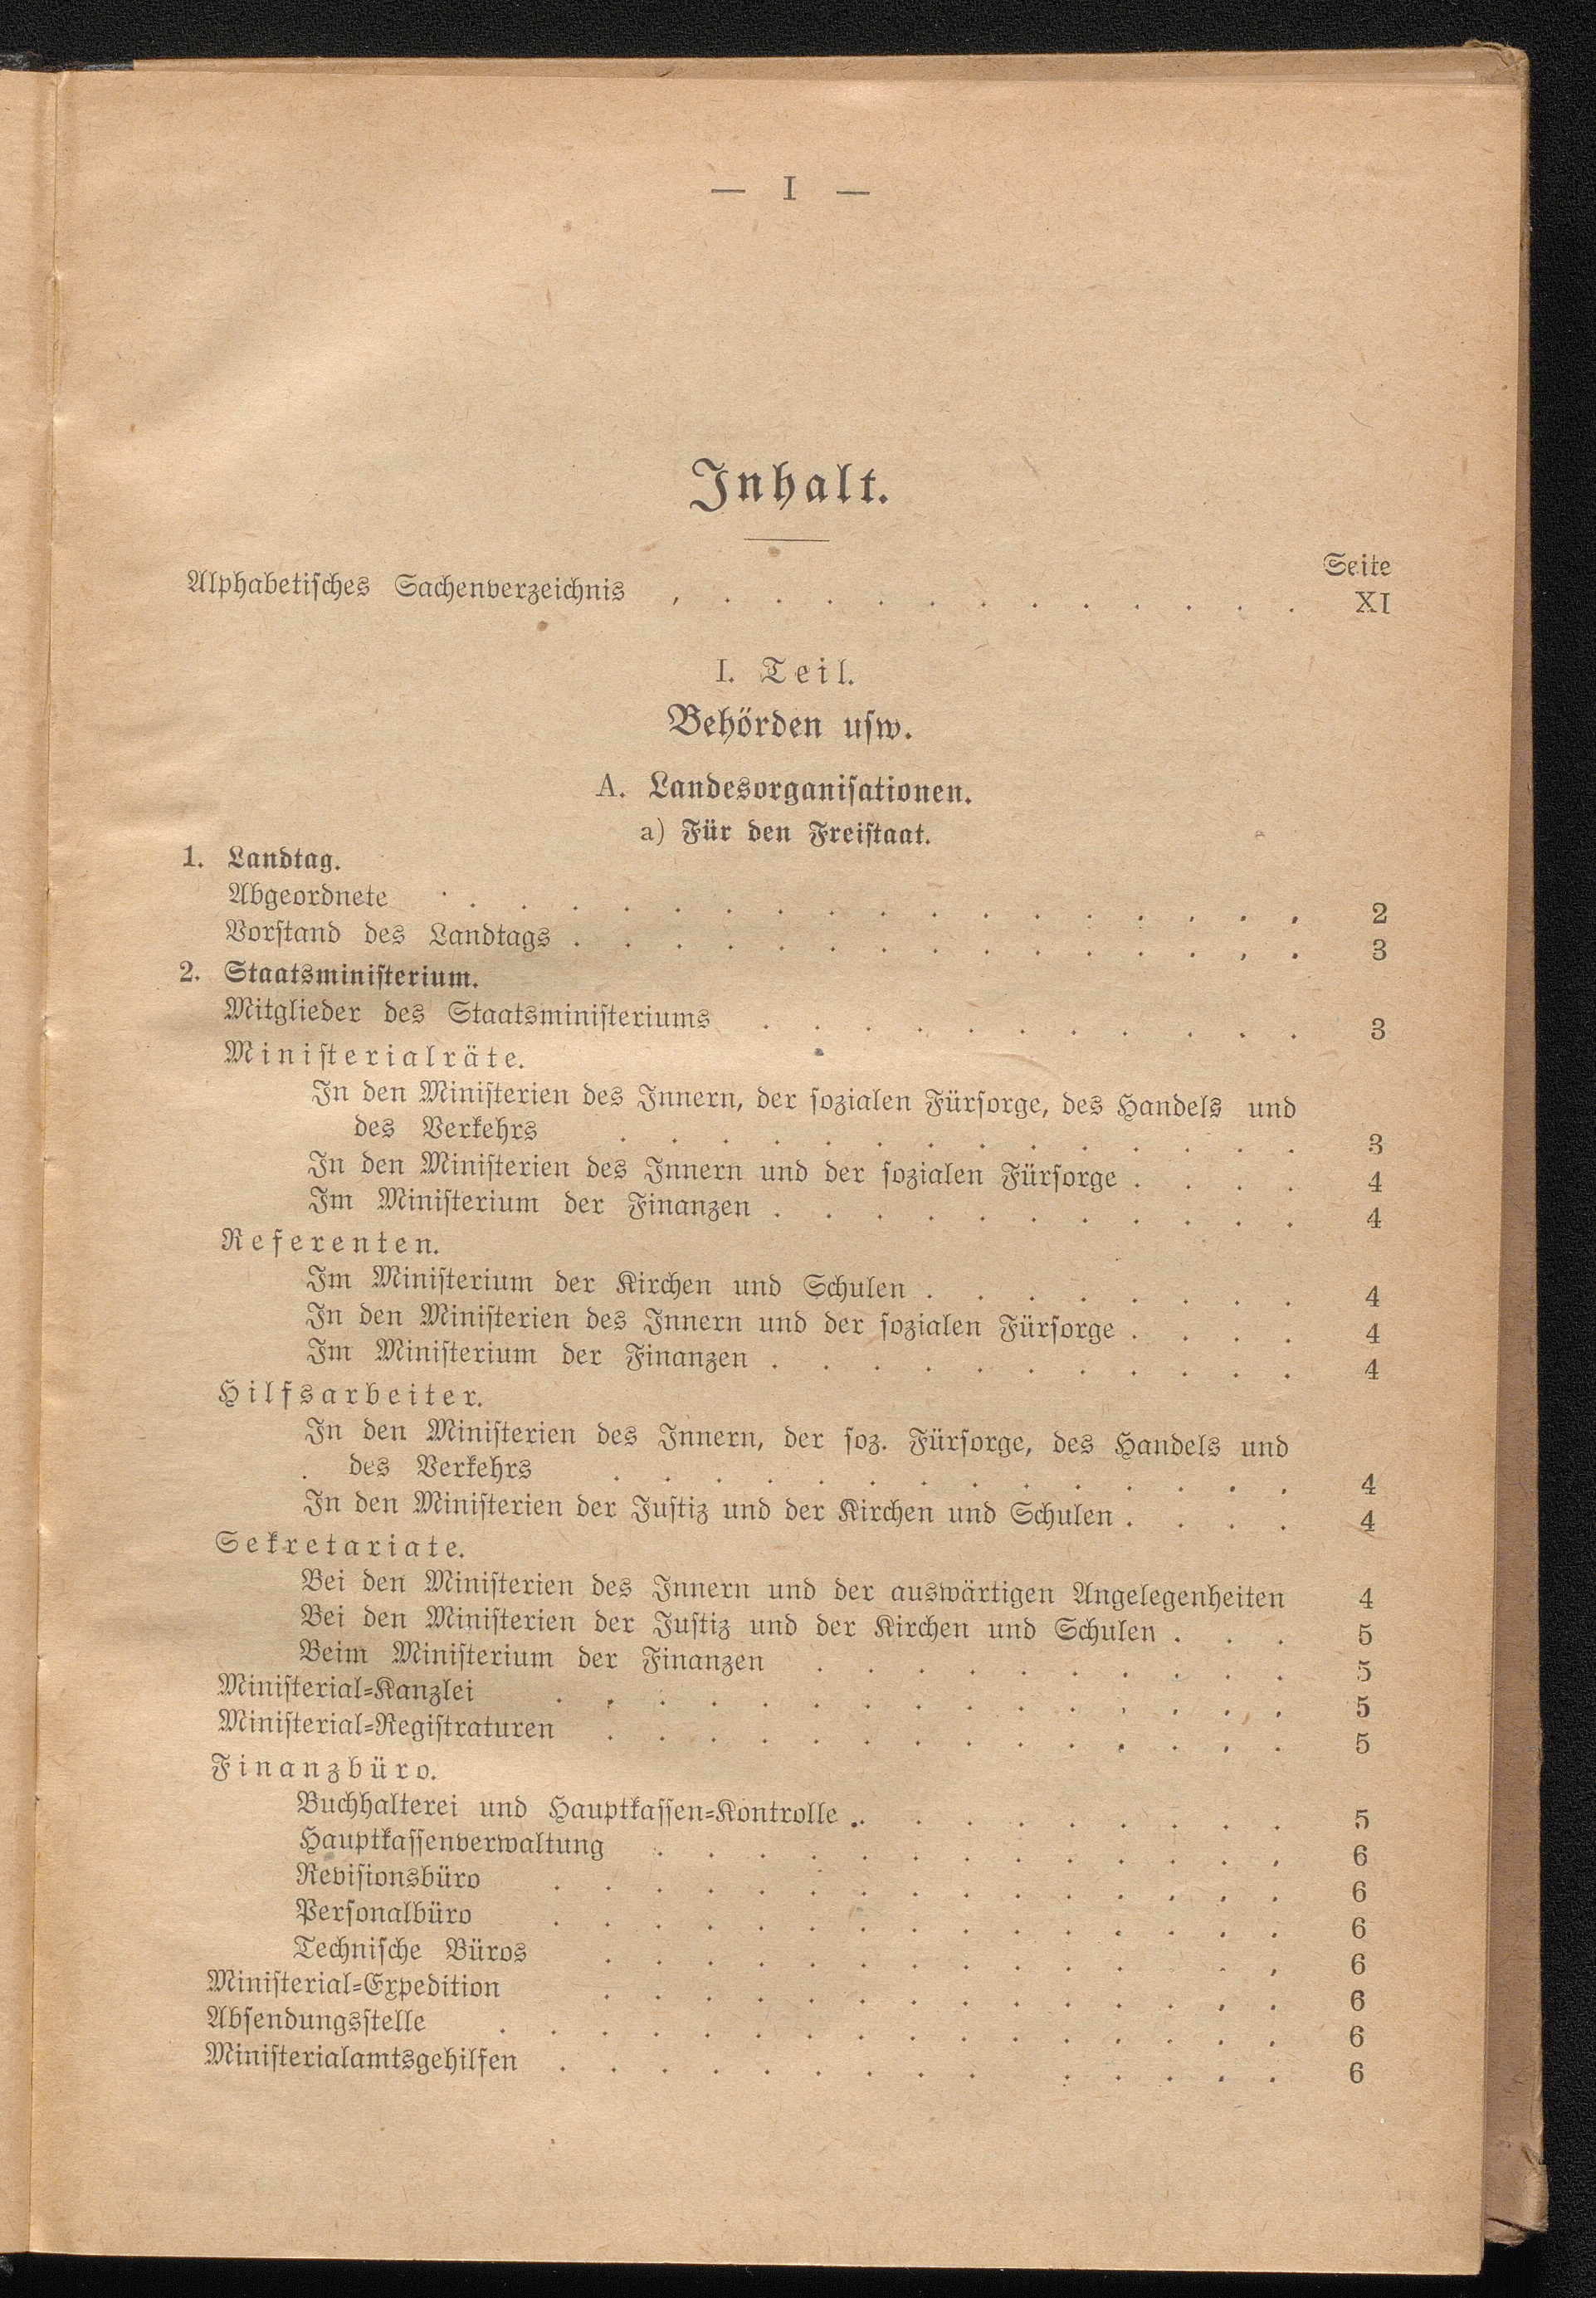 — I —
Inhalt.
Seite
Alphabetisches Sachenverzeichnis , . . . . . . . . . . . . XI
I. Teil.
Behörden usw.
A. Landesorganisationen.
a) Für den Freistaat.
1. Landtag.
Abgeordnete . . . . . . . . . . . . . . . . . . 2
Vorstand des Landtags . . . . . . . . . . . . . . . 3
2. Staatsministerium.
Mitglieder des Staatsministeriums . . . . . . . . . . . 3
Ministerialräte.
In den Ministerien des Innern, der sozialen Fürsorge, des Handels und
des Verkehrs . . . . . . . . . . . . . . 3
In den Ministerien des Innern und der sozialen Fürsorge . . . . 4
Im Ministerium der Finanzen . . . . . . . . . . . 4
Referenten.
Im Ministerium der Kirchen und Schulen . . . . . . . . 4
In den Ministerien des Innern und der sozialen Fürsorge . . . . 4
Im Ministerium der Finanzen . . . . . . . . . . . 4
Hilfsarbeiter.
In den Ministerien des Innern, der soz. Fürsorge, des Handels und
des Verkehrs . . . . . . . . . . . . . . 4
In den Ministerien der Justiz und der Kirchen und Schulen . . . . 4
Sekretariate.
Bei den Ministerien des Innern und der auswärtigen Angelegenheiten 4
Bei den Ministerien der Justiz und der Kirchen und Schulen . . . 5
Beim Ministerium der Finanzen . . . . . . . . . . 5
Ministerial-Kanzlei . . . . . . . . . . . . . . . 5
Ministerial-Registraturen . . . . . . . . . . . . . . 5
Finanzbüro.
Buchhalterei und Hauptkassen-Kontrolle . . . . . . . . . 5
Hauptkassenverwaltung . . . . . . . . . . . . . 6
Revisionsbüro . . . . . . . . . . . . . . . 6
Personalbüro . . . . . . . . . . . . . . . 6
Technische Büros . . . . . . . . . . . . . 6
Ministerial-Expedition . . . . . . . . . . . . . . 6
Absendungsstelle . . . . . . . . . . . . . . . . 6
Ministerialamtsgehilfen . . . . . . . . . . . . . . 6